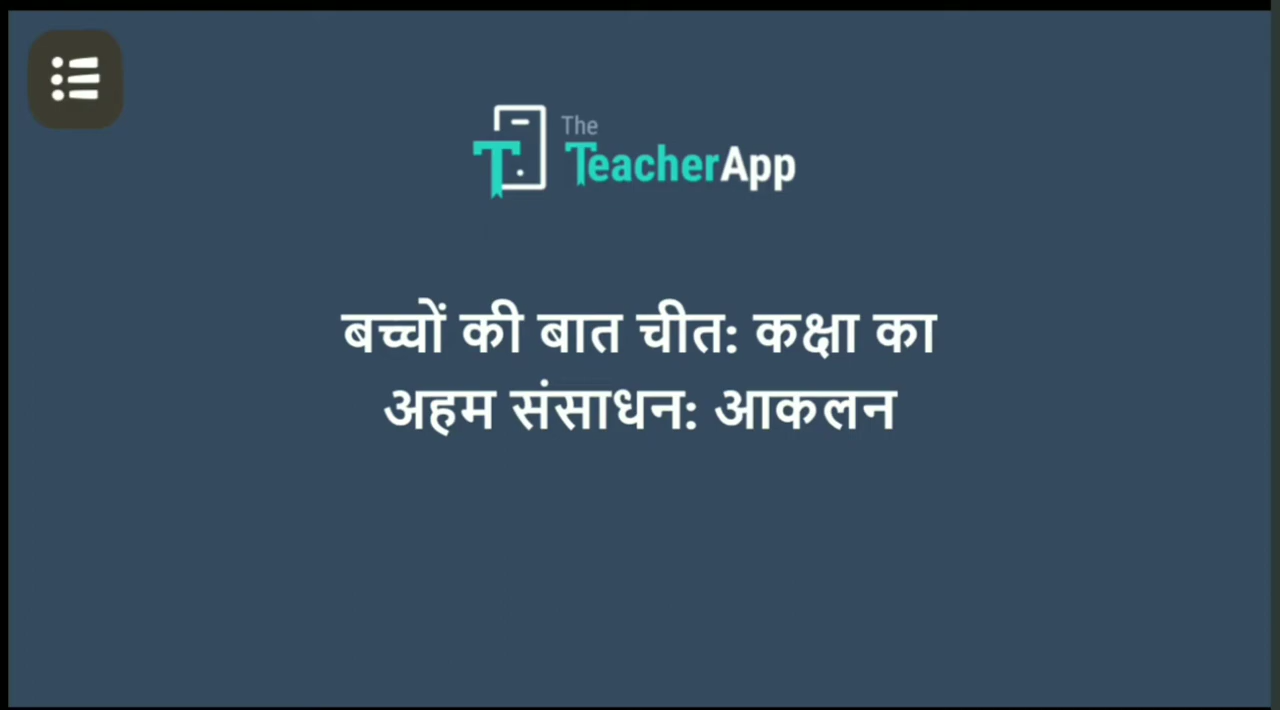 The
TeacherApp
बच्चों की बात चीत: कक्षा का
अहम संसाधन: आकलन